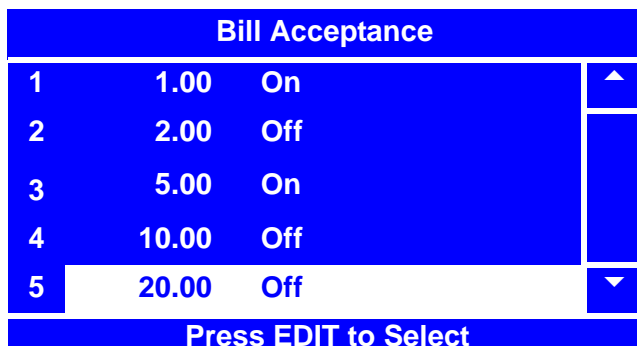 Bill Acceptance
1 1.00 On
2 2.00 Off
3 5.00 On
4 10.00 Off
5 20.00 Off
Press EDIT to Select